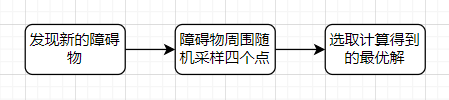 发现新的障碍
物
障碍物周围随
机采样四个点
选取计算得到
的最优解